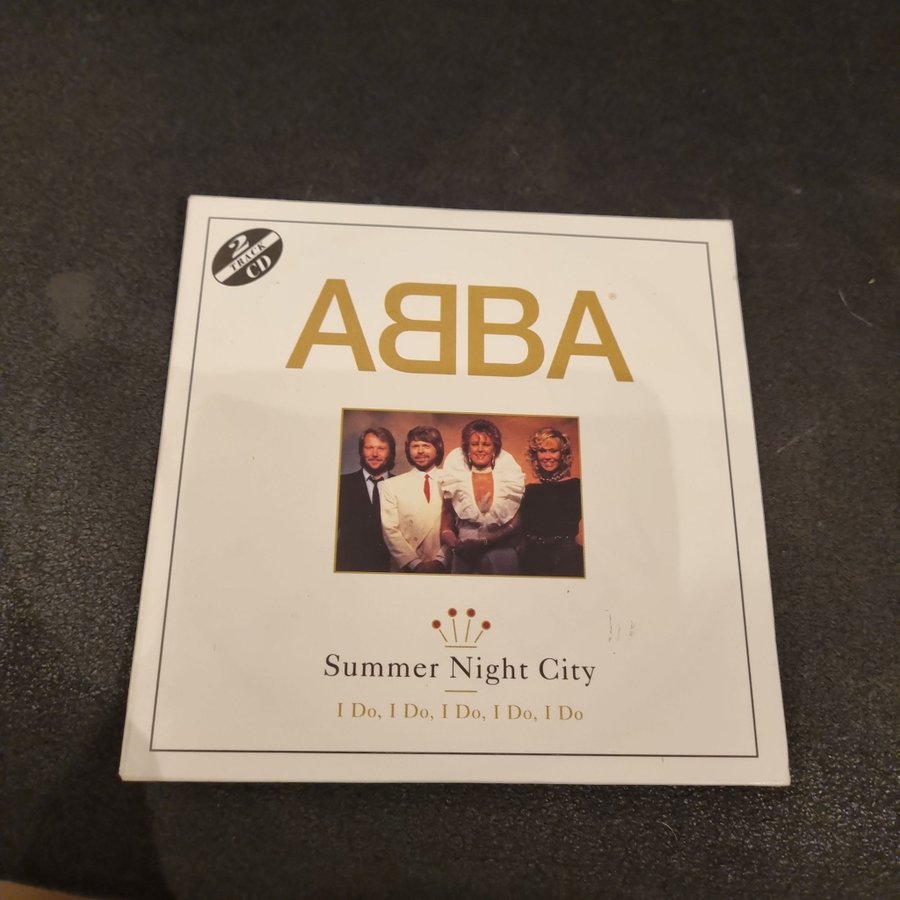 2
TRACK
CD
ABBA®
Summer Night City
I Do, I Do, I Do, I Do, I Do